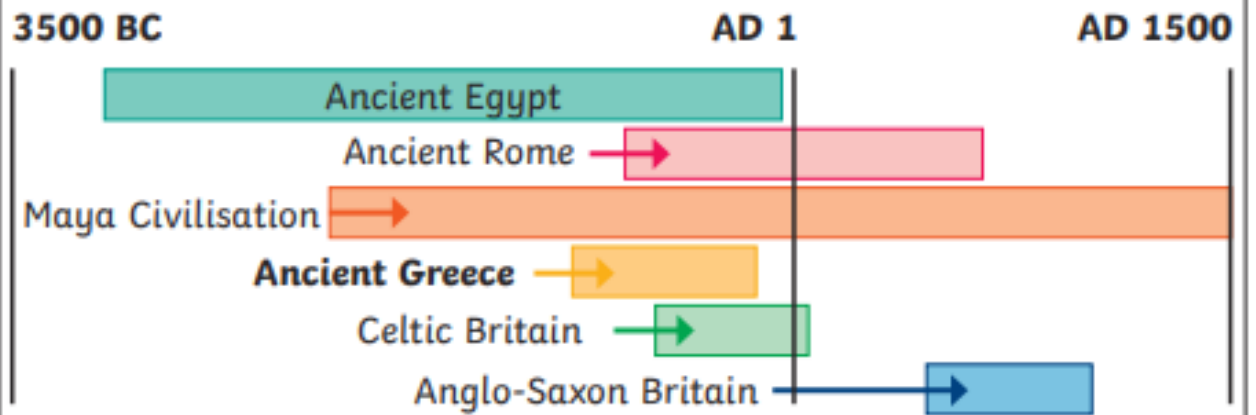 3500 BC AD 1 AD 1500
Ancient Egypt
Ancient Rome
Maya Civilisation
Ancient Greece
Celtic Britain
Anglo-Saxon Britain